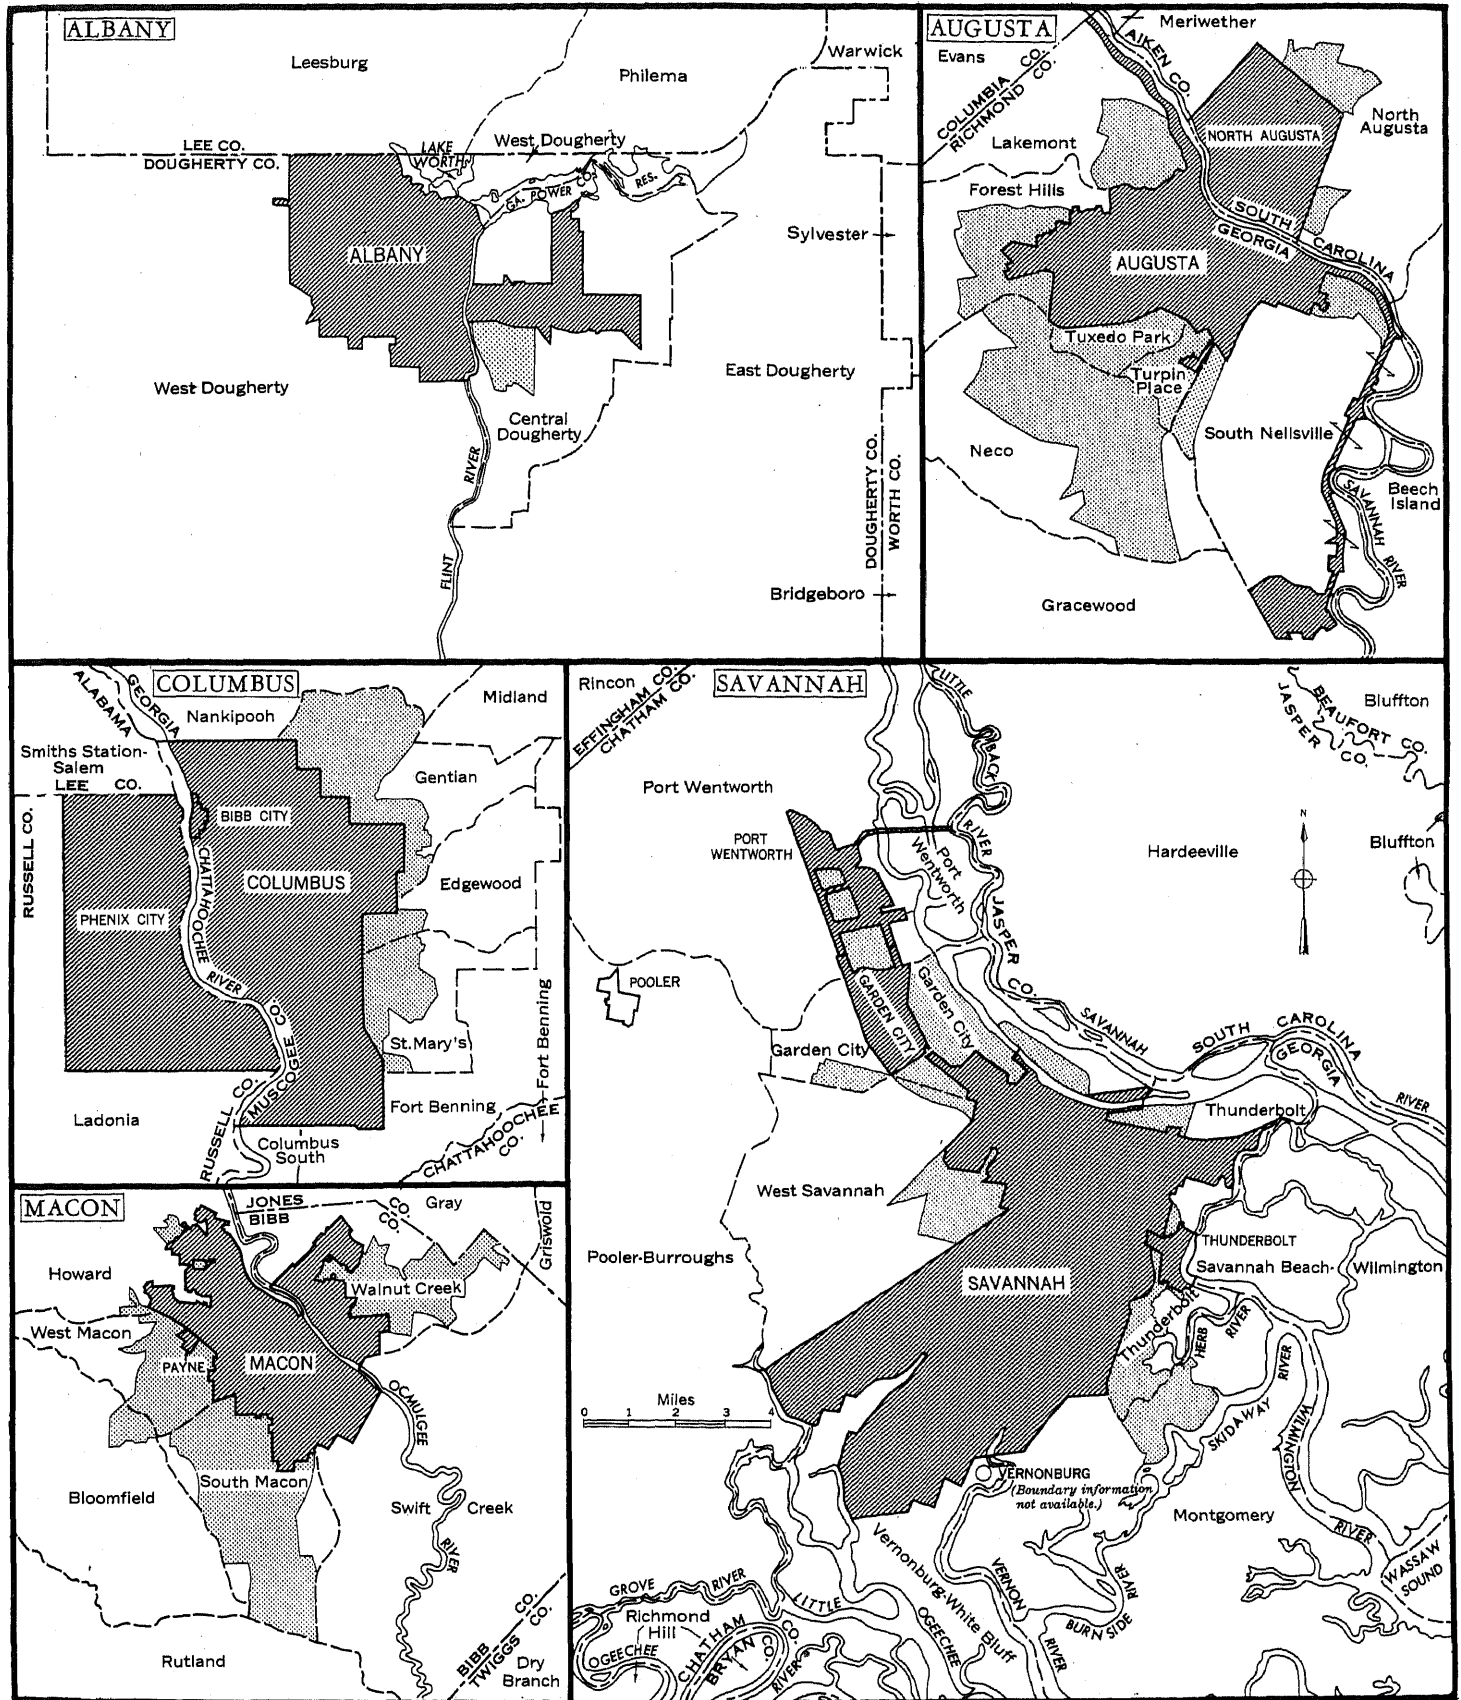 ALBANY
Leesburg
Philema
Warwick
LEE CO.
DOUGHERTY CO.
LAKE
WORTH
West Dougherty
GA. POWER CO.
RES.
ALBANY
Sylvester
West Dougherty
East Dougherty
Central
Dougherty
FLINT
RIVER
DOUGHERTY CO.
WORTH CO.
Bridgeboro
AUGUSTA
Meriwether
Evans
AIKEN CO.
COLUMBIA CO.
RICHMOND CO.
Lakemont
NORTH AUGUSTA
North
Augusta
Forest Hills
SOUTH CAROLINA
GEORGIA
AUGUSTA
Tuxedo Park
Turpin
Place
South Nellsville
Neco
Beech
Island
SAVANNAH RIVER
Gracewood
COLUMBUS
GEORGIA
ALABAMA
Nankipooh
Midland
Smiths Station-
Salem
LEE CO.
RUSSELL CO.
Gentian
BIBB CITY
COLUMBUS
Edgewood
PHENIX CITY
CHATTAHOOCHEE
RIVER
St. Mary's
Fort Benning
RUSSELL CO.
MUSCOGEE CO.
Ladonia
Fort Benning
Columbus
South
CHATTAHOOCHEE
CO.
MACON
JONES CO.
BIBB CO.
Gray
Griswold
Howard
Walnut Creek
West Macon
PAYNE
MACON
OCMULGEE
South Macon
Bloomfield
Swift Creek
RIVER
Rutland
BIBB CO.
TWIGGS CO.
Dry
Branch
SAVANNAH
Rincon
EFFINGHAM CO.
CHATHAM CO.
LITTLE
BACK
RIVER
BEAUFORT CO.
JASPER CO.
Bluffton
Port Wentworth
PORT
WENTWORTH
Port
Wentworth
Hardeeville
N
Bluffton
JASPER CO.
POOLER
GARDEN CITY
Garden City
Garden City
SAVANNAH
SOUTH CAROLINA
GEORGIA
RIVER
Thunderbolt
West Savannah
Pooler-Burroughs
SAVANNAH
THUNDERBOLT
Savannah Beach-Wilmington
Thunderbolt
HERB
RIVER
Miles
0 1 2 3 4
RIVER
SKIDAWAY
WILMINGTON
RIVER
VERNONBURG
(Boundary information
not available.)
Montgomery
WASSAW
SOUND
Vernonburg-White Bluff
VERNON
RIVER
BURNSIDE
RIVER
GROVE RIVER
LITTLE
OGEECHEE
Richmond
Hill
OGEECHEE
CHATHAM CO.
BRYAN CO.
RIVER